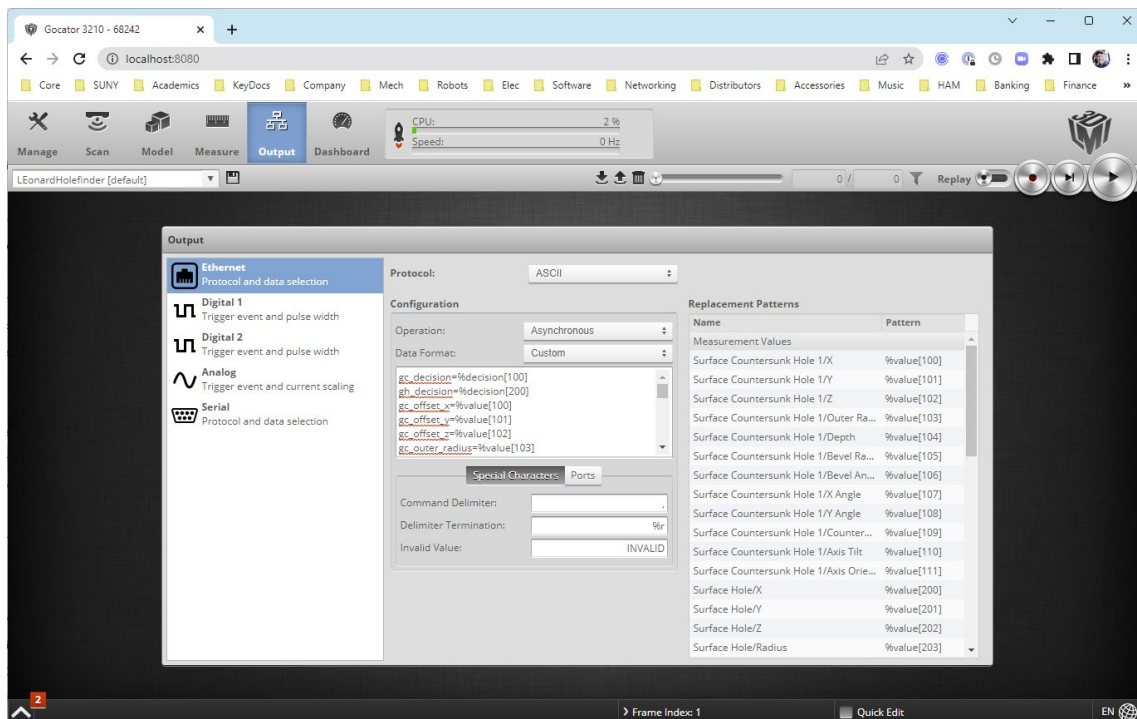 Gocator 3210 - 68242
localhost:8080
Core SUNY Academics KeyDocs Company Mech Robots Elec Software Networking Distributors Accessories Music HAM Banking Finance »
Manage Scan Model Measure Output Dashboard
CPU: 2 %
Speed: 0 Hz
LEonardHolefinder [default] 0 / 0 Replay
Output
Ethernet
Protocol and data selection
Digital 1
Trigger event and pulse width
Digital 2
Trigger event and pulse width
Analog
Trigger event and current scaling
Serial
Protocol and data selection
Protocol: ASCII
Configuration
Operation: Asynchronous
Data Format: Custom
gc_decision=%decision[100]
gh_decision=%decision[200]
gc_offset_x=%value[100]
gc_offset_y=%value[101]
gc_offset_z=%value[102]
gc_outer_radius=%value[103]
Special Characters Ports
Command Delimiter: ,
Delimiter Termination: %r
Invalid Value: INVALID
Replacement Patterns
Name Pattern
Measurement Values
Surface Countersunk Hole 1/X %value[100]
Surface Countersunk Hole 1/Y %value[101]
Surface Countersunk Hole 1/Z %value[102]
Surface Countersunk Hole 1/Outer Ra... %value[103]
Surface Countersunk Hole 1/Depth %value[104]
Surface Countersunk Hole 1/Bevel Ra... %value[105]
Surface Countersunk Hole 1/Bevel An... %value[106]
Surface Countersunk Hole 1/X Angle %value[107]
Surface Countersunk Hole 1/Y Angle %value[108]
Surface Countersunk Hole 1/Counter... %value[109]
Surface Countersunk Hole 1/Axis Tilt %value[110]
Surface Countersunk Hole 1/Axis Orie... %value[111]
Surface Hole/X %value[200]
Surface Hole/Y %value[201]
Surface Hole/Z %value[202]
Surface Hole/Radius %value[203]
2
Frame Index: 1 Quick Edit EN